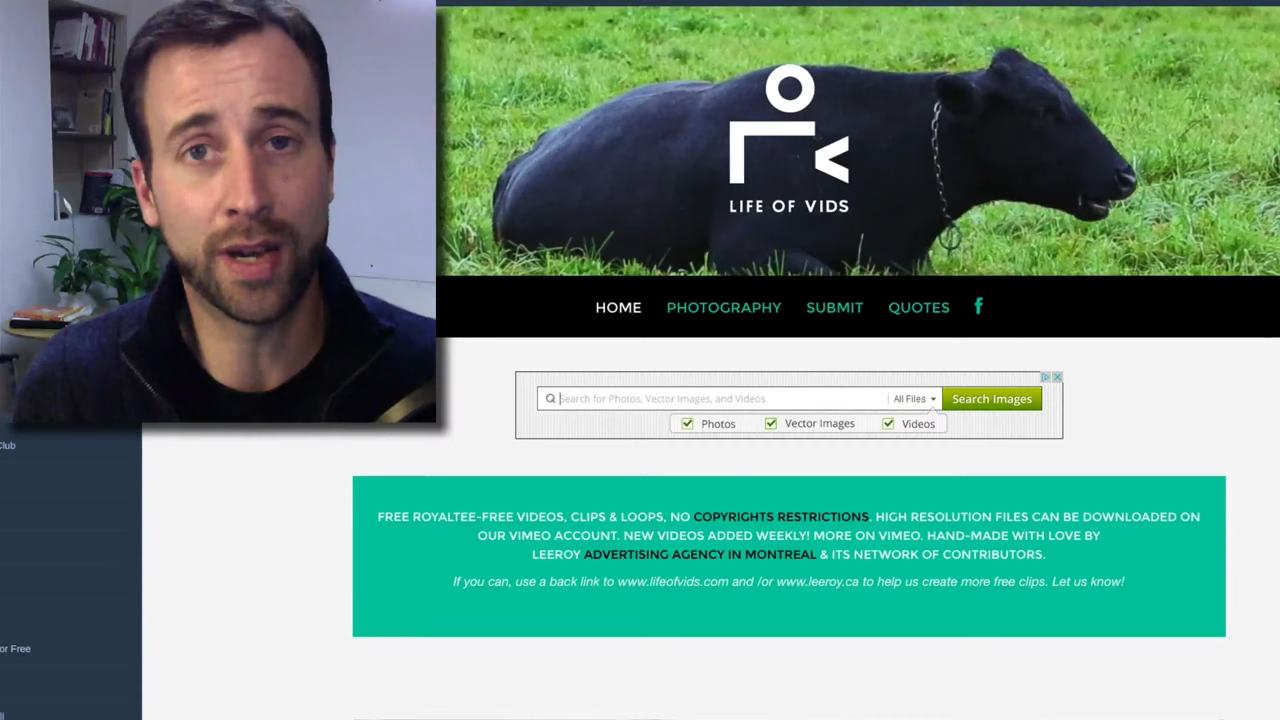 LIFE OF VIDS
HOME PHOTOGRAPHY SUBMIT QUOTES f
Search for Photos, Vector Images, and Videos All Files Search Images
Photos Vector Images Videos
Club
FREE ROYALTEE-FREE VIDEOS, CLIPS & LOOPS, NO COPYRIGHTS RESTRICTIONS. HIGH RESOLUTION FILES CAN BE DOWNLOADED ON
OUR VIMEO ACCOUNT. NEW VIDEOS ADDED WEEKLY! MORE ON VIMEO. HAND-MADE WITH LOVE BY
LEEROY ADVERTISING AGENCY IN MONTREAL & ITS NETWORK OF CONTRIBUTORS.
If you can, use a back link to www.lifeofvids.com and /or www.leeroy.ca to help us create more free clips. Let us know!
or Free